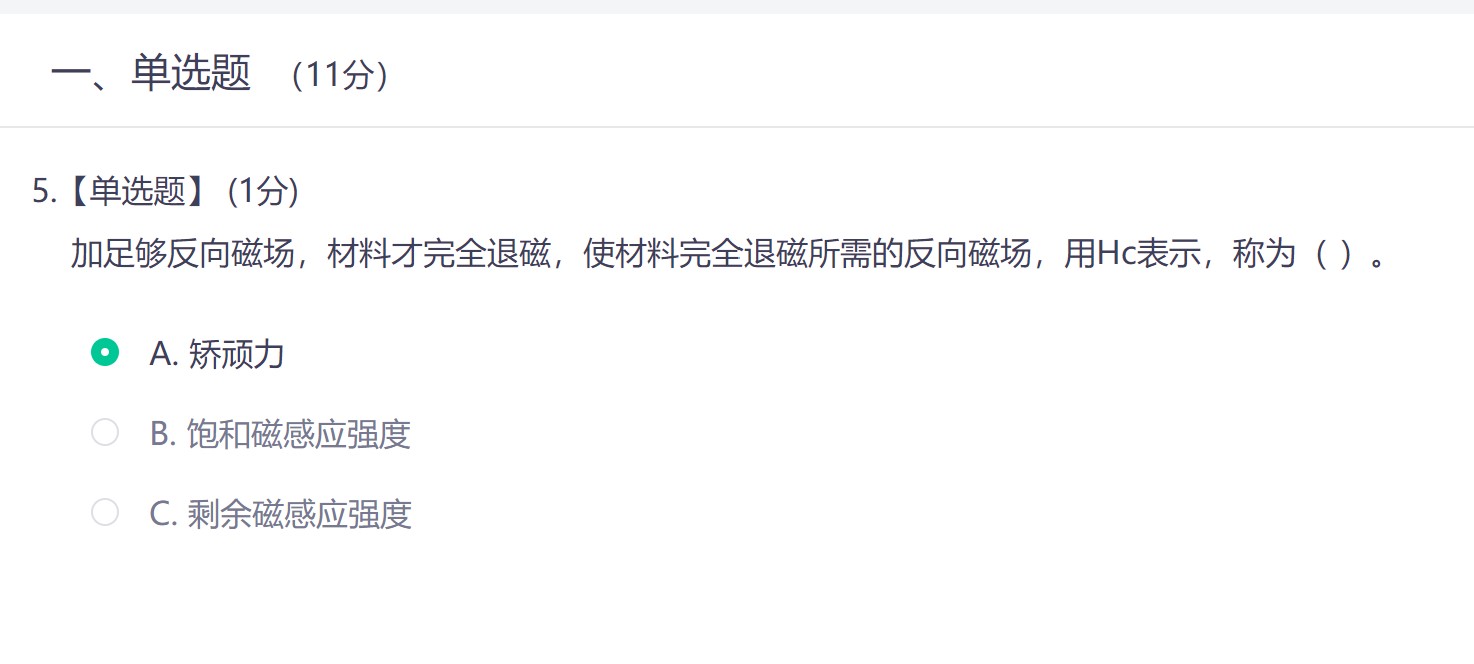 一、单选题 （11分）
5.【单选题】 (1分)
加足够反向磁场，材料才完全退磁，使材料完全退磁所需的反向磁场，用Hc表示，称为（ ）。
A. 矫顽力
B. 饱和磁感应强度
C. 剩余磁感应强度